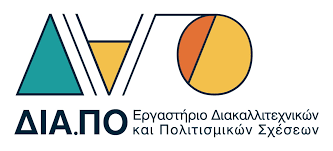 ΔΙΑ.ΠΟ
Εργαστήριο Διακαλλιτεχνικών
και Πολιτισμικών Σχέσεων